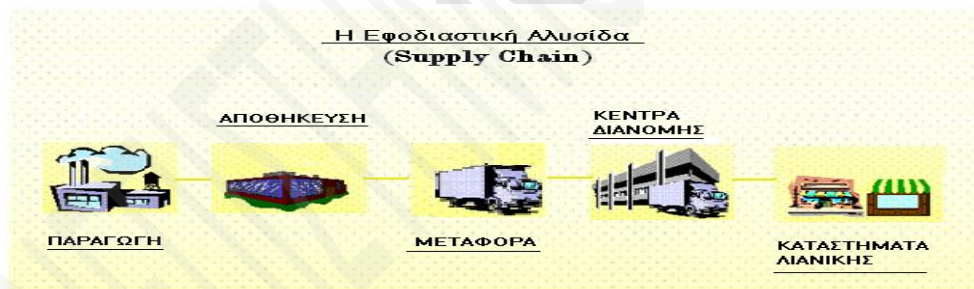 Η Εφοδιαστική Αλυσίδα
(Supply Chain)
ΑΠΟΘΗΚΕΥΣΗ
ΚΕΝΤΡΑ
ΔΙΑΝΟΜΗΣ
ΠΑΡΑΓΩΓΗ
ΜΕΤΑΦΟΡΑ
ΚΑΤΑΣΤΗΜΑΤΑ
ΛΙΑΝΙΚΗΣ